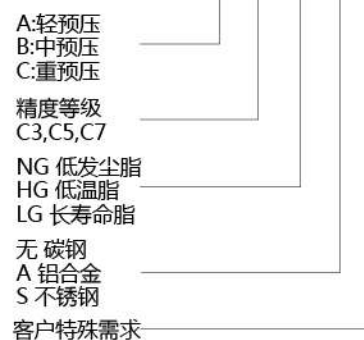 A:轻预压
B:中预压
C:重预压
精度等级
C3,C5,C7
NG 低发尘脂
HG 低温脂
LG 长寿命脂
无 碳钢
A 铝合金
S 不锈钢
客户特殊需求